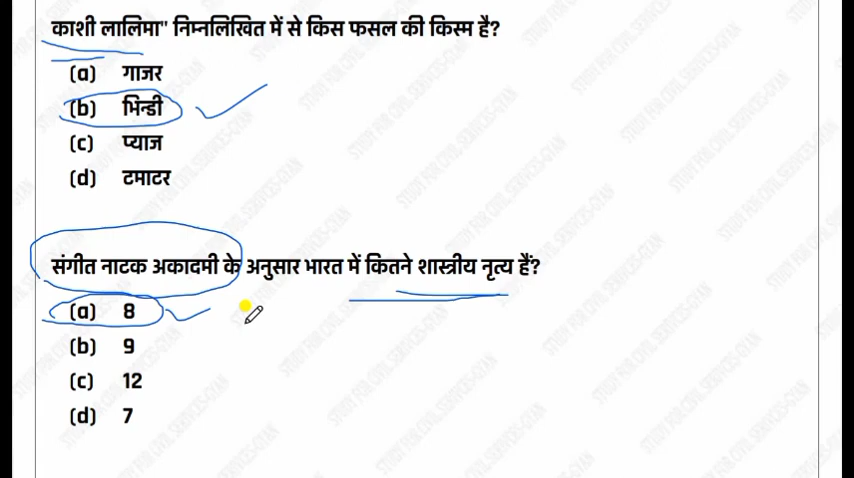 काशी लालिमा" निम्नलिखित में से किस फसल की किस्म है?
(a) गाजर
(b) भिन्डी
(c) प्याज
(d) टमाटर
संगीत नाटक अकादमी के अनुसार भारत में कितने शास्त्रीय नृत्य हैं?
(a) 8
(b) 9
(c) 12
(d) 7